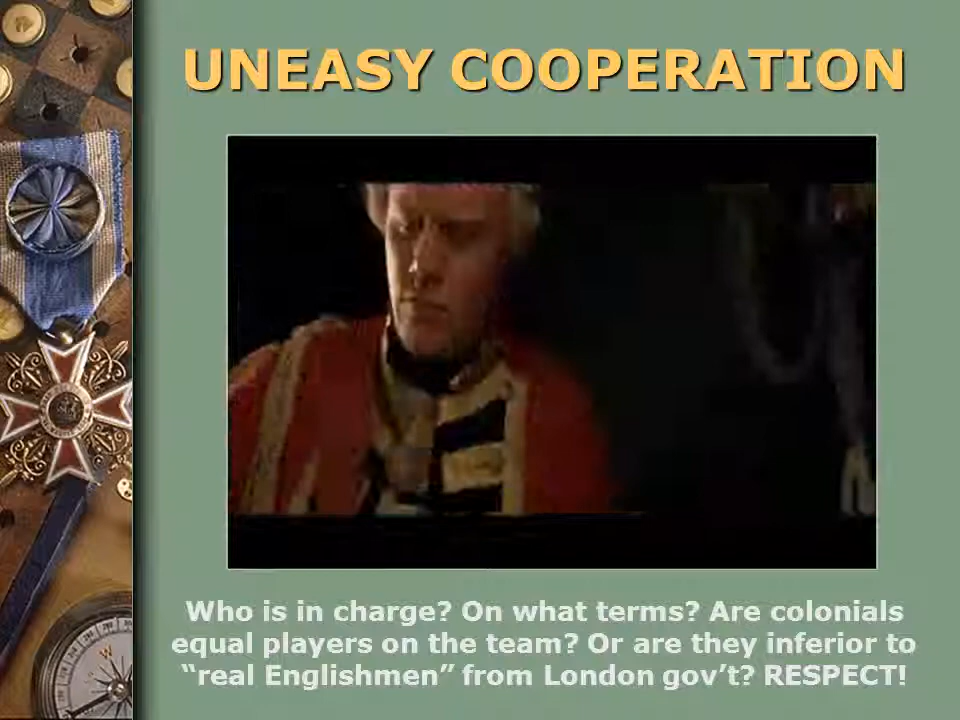 UNEASY COOPERATION
Who is in charge? On what terms? Are colonials
equal players on the team? Or are they inferior to
“real Englishmen” from London gov’t? RESPECT!